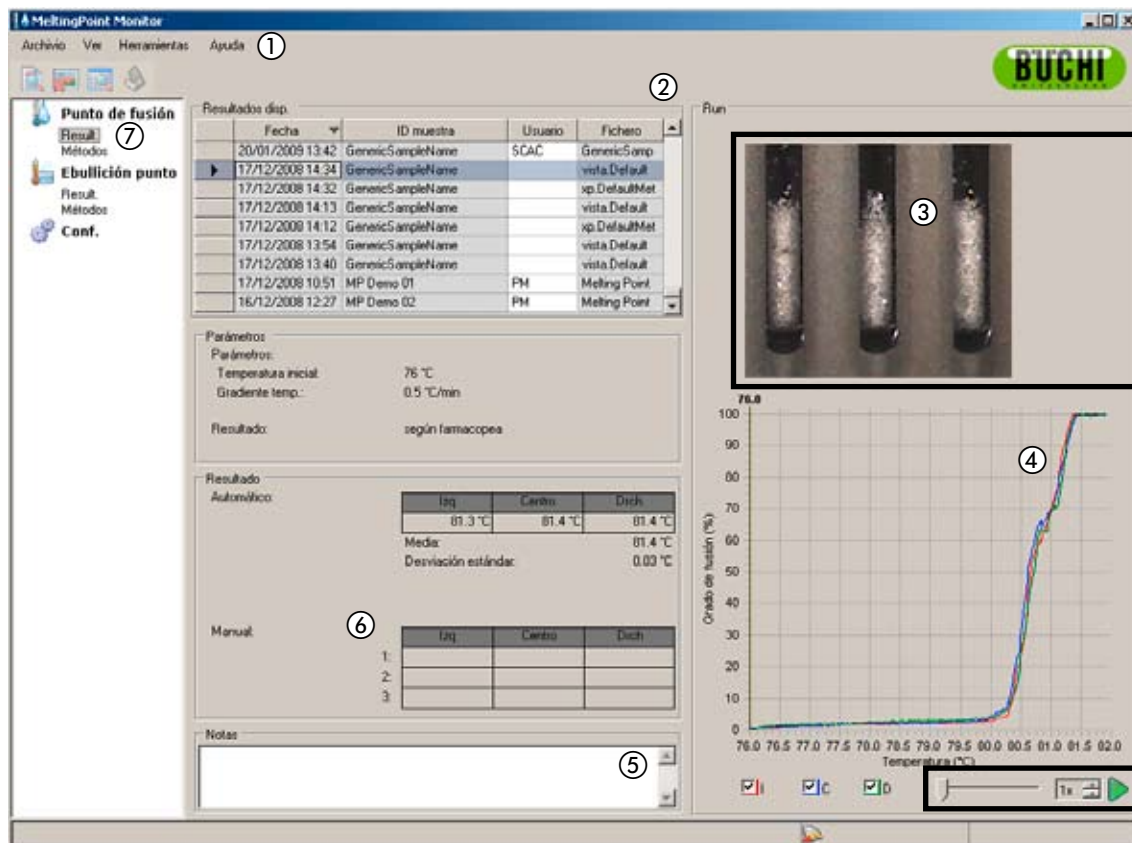 MeltingPoint Monitor
Archivio Ver Herramientas Ayuda ①
BÜCHI
SWITZERLAND
Punto de fusión
Result. ⑦
Métodos
Ebullición punto
Result.
Métodos
Conf.
Resultados disp. ②
Fecha ID muestra Usuario Fichero
20/01/2009 13:42 GenericSampleName SCAC GenericSamp
17/12/2008 14:34 GenericSampleName vista.Default
17/12/2008 14:32 GenericSampleName xp.DefaultMet
17/12/2008 14:13 GenericSampleName vista.Default
17/12/2008 14:12 GenericSampleName xp.DefaultMet
17/12/2008 13:54 GenericSampleName vista.Default
17/12/2008 13:40 GenericSampleName vista.Default
17/12/2008 10:51 MP Demo 01 PM Melting Point
16/12/2008 12:27 MP Demo 02 PM Melting Point
Parámetros
Parámetros:
Temperatura inicial: 76 °C
Gradiente temp.: 0.5 °C/min
Resultado: según farmacopea
Resultado
Automático:
Izq Centro Drch.
81.3 °C 81.4 °C 81.4 °C
Media: 81.4 °C
Desviación estándar: 0.03 °C
Manual: ⑥
Izq Centro Drch.
1:
2:
3:
Notas
⑤
Run
③
76.0
100
90
80
70
60
50
40
30
20
10
0
④
Grado de fusión (%)
76.0 76.5 77.0 77.5 78.0 78.5 79.0 79.5 80.0 80.5 81.0 81.5 82.0
Temperatura (°C)
I C D 1x